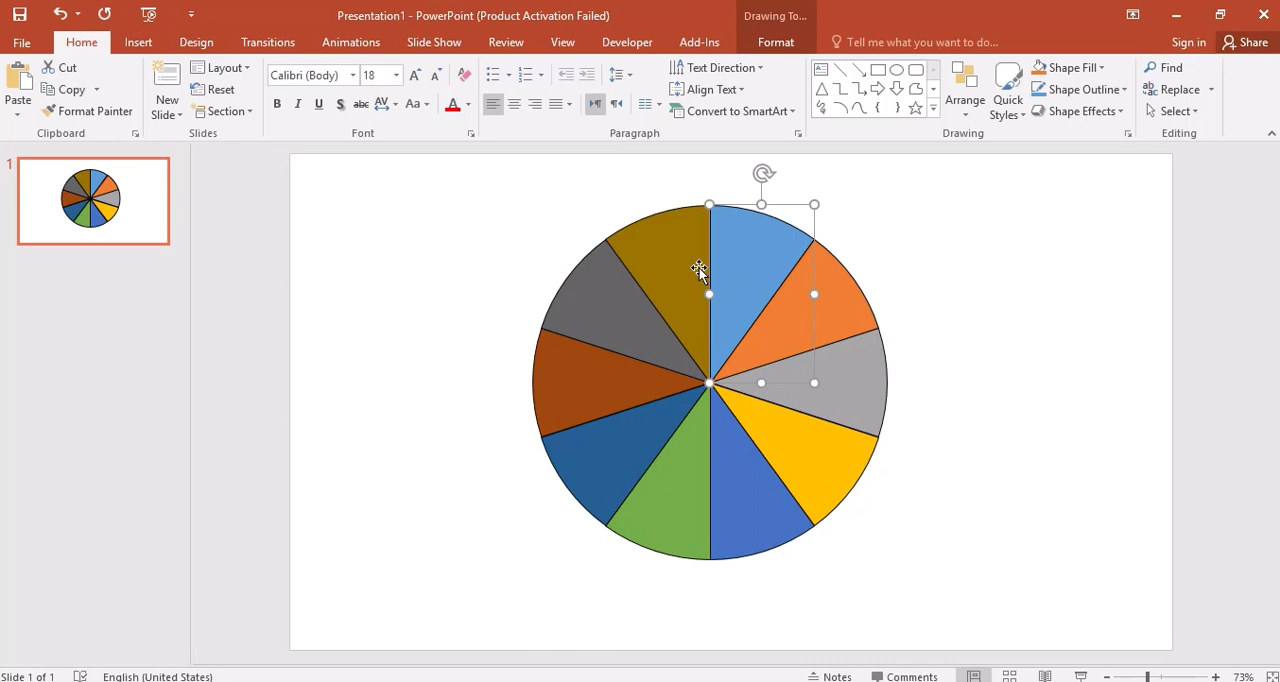 Presentation1 - PowerPoint (Product Activation Failed)
Drawing To...
File Home Insert Design Transitions Animations Slide Show Review View Developer Add-Ins Format Tell me what you want to do... Sign in Share
Paste
Cut
Copy
Format Painter
Clipboard
New
Slide
Layout
Reset
Section
Slides
Calibri (Body) 18
B I U S abc AV Aa A
Font
Text Direction
Align Text
Convert to SmartArt
Paragraph
Arrange
Quick
Styles
Shape Fill
Shape Outline
Shape Effects
Drawing
Find
Replace
Select
Editing
1
Slide 1 of 1 English (United States) Notes Comments 73%